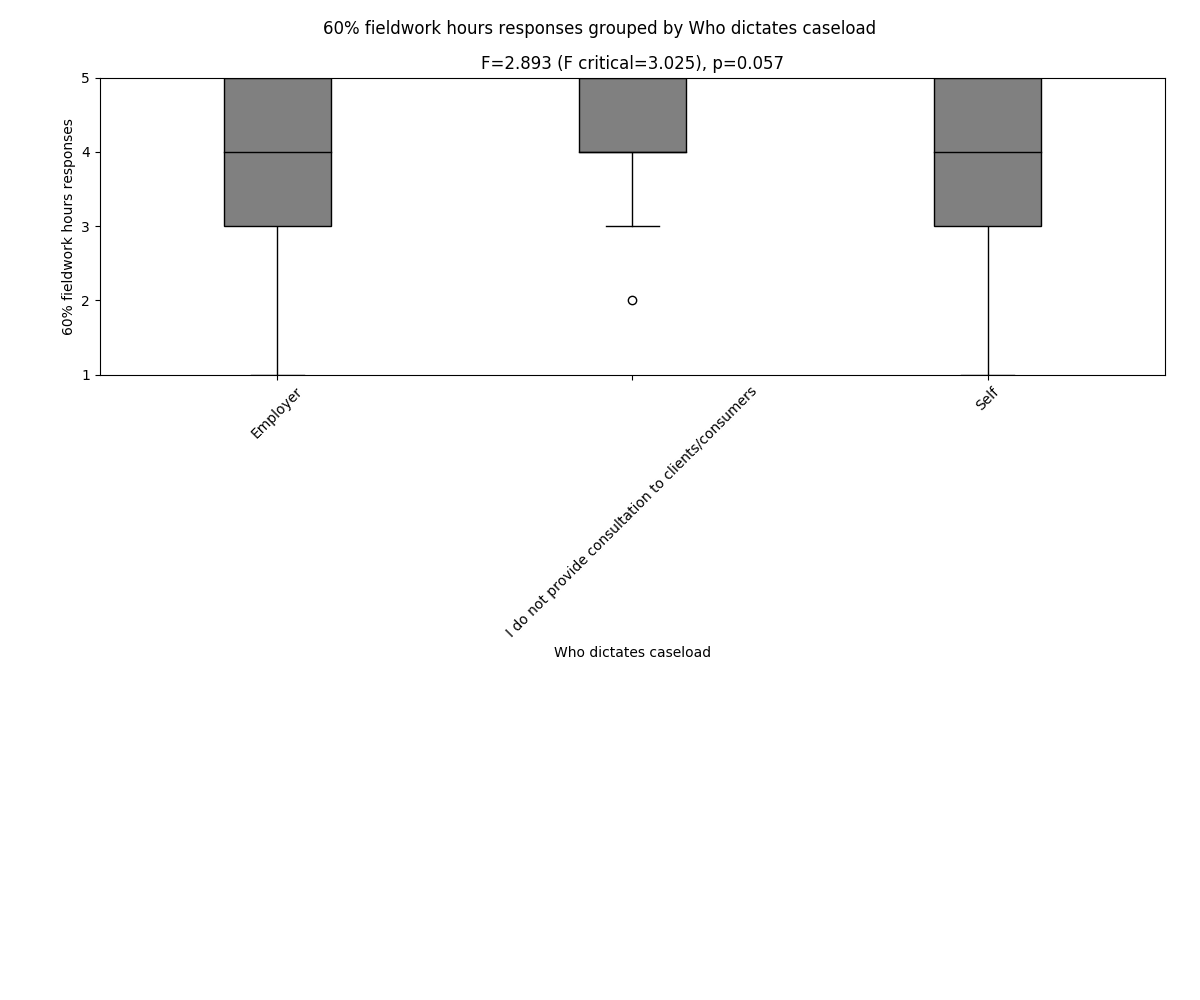 60% fieldwork hours responses grouped by Who dictates caseload
F=2.893 (F critical=3.025), p=0.057
60% fieldwork hours responses
5
4
3
2
1
Employer
I do not provide consultation to clients/consumers
Self
Who dictates caseload